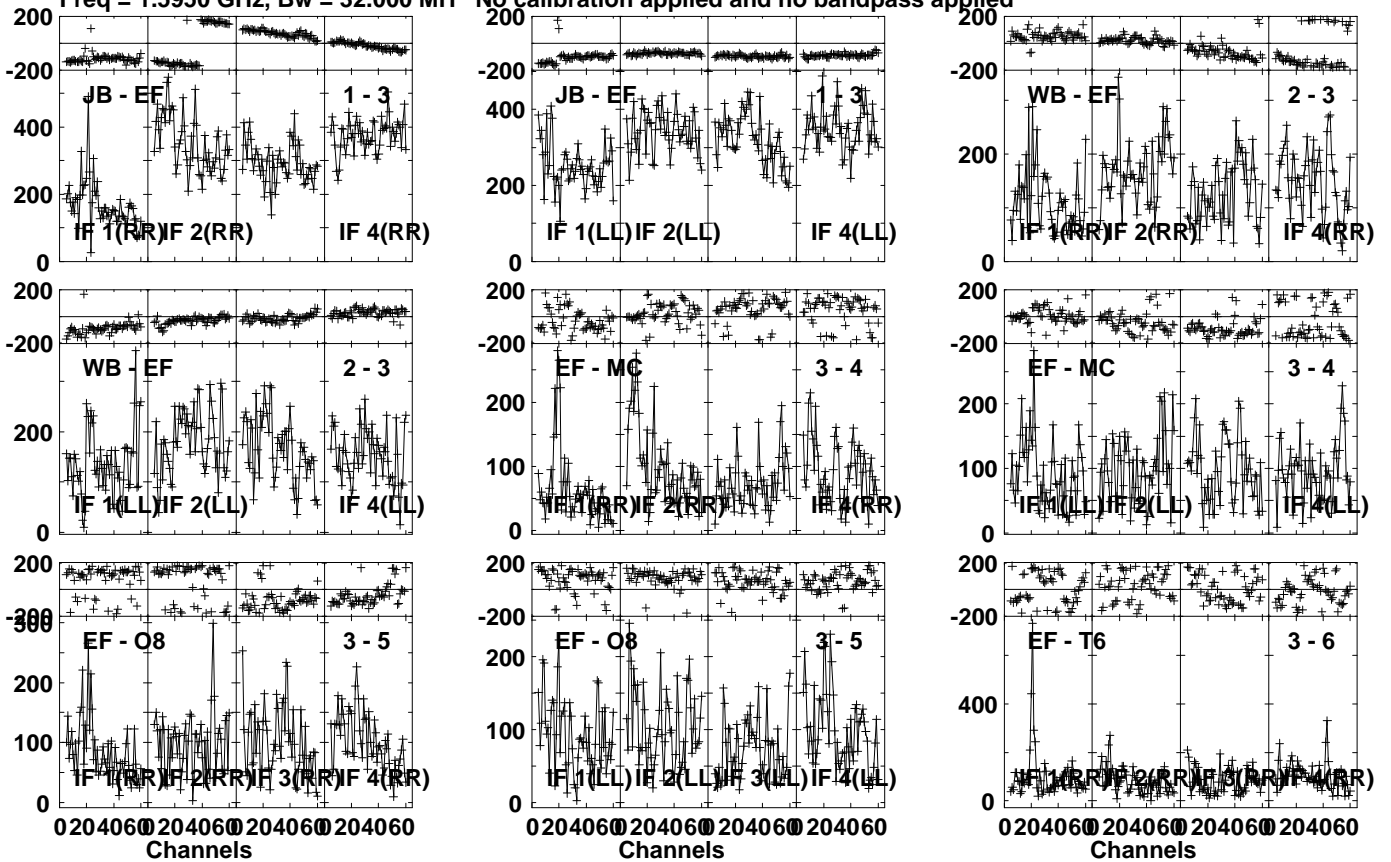 Freq = 1.5950 GHz, Bw = 32.000 MH No calibration applied and no bandpass applied
200
-200
JB - EF
1 - 3
400
200
0
IF 1(RR)
IF 2(RR)
IF 4(RR)
JB - EF
1 - 3
400
200
0
IF 1(LL)
IF 2(LL)
IF 4(LL)
200
-200
WB - EF
2 - 3
200
0
IF 1(RR)
IF 2(RR)
IF 4(RR)
200
-200
WB - EF
2 - 3
200
0
IF 1(LL)
IF 2(LL)
IF 4(LL)
200
-200
EF - MC
3 - 4
200
100
0
IF 1(RR)
IF 2(RR)
IF 4(RR)
200
-200
EF - MC
3 - 4
200
100
0
IF 1(LL)
IF 2(LL)
IF 4(LL)
200
-200
300
EF - O8
3 - 5
200
100
0
IF 1(RR)
IF 2(RR)
IF 3(RR)
IF 4(RR)
0 20 40 60 0 20 40 60 0 20 40 60 0 20 40 60
Channels
200
-200
EF - O8
3 - 5
200
100
0
IF 1(LL)
IF 2(LL)
IF 3(LL)
IF 4(LL)
0 20 40 60 0 20 40 60 0 20 40 60 0 20 40 60
Channels
200
-200
EF - T6
3 - 6
400
0
IF 1(RR)
IF 2(RR)
IF 3(RR)
IF 4(RR)
0 20 40 60 0 20 40 60 0 20 40 60 0 20 40 60
Channels